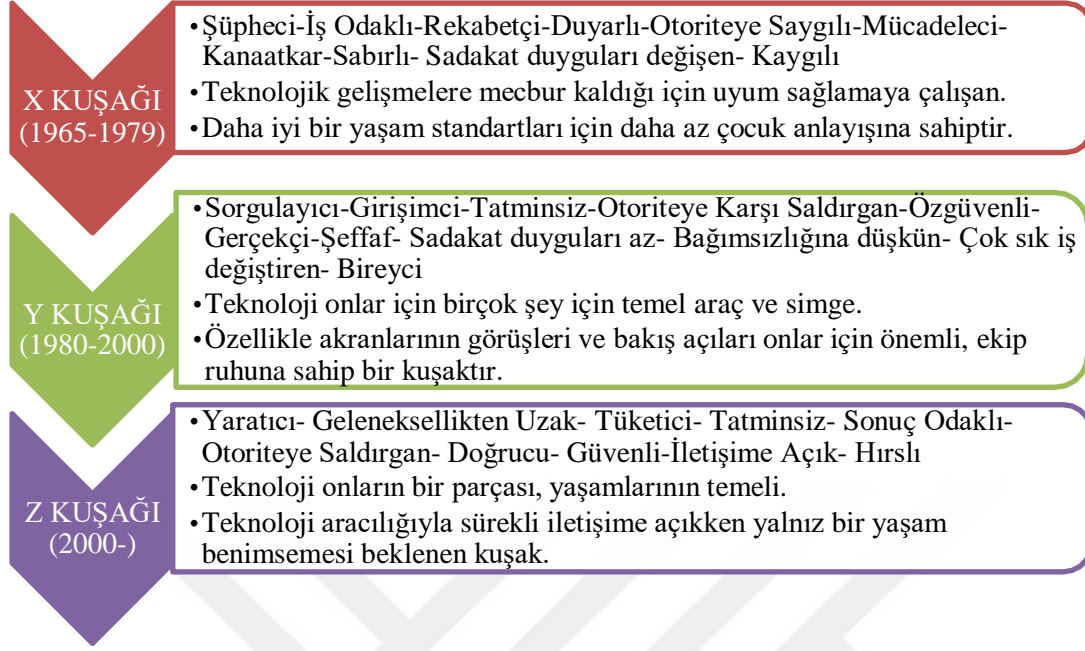 X KUŞAĞI
(1965-1979)
•Şüpheci-İş Odaklı-Rekabetçi-Duyarlı-Otoriteye Saygılı-Mücadeleci-
Kanaatkar-Sabırlı- Sadakat duyguları değişen- Kaygılı
•Teknolojik gelişmelere mecbur kaldığı için uyum sağlamaya çalışan.
•Daha iyi bir yaşam standartları için daha az çocuk anlayışına sahiptir.
Y KUŞAĞI
(1980-2000)
•Sorgulayıcı-Girişimci-Tatminsiz-Otoriteye Karşı Saldırgan-Özgüvenli-
Gerçekçi-Şeffaf- Sadakat duyguları az- Bağımsızlığına düşkün- Çok sık iş
değiştiren- Bireyci
•Teknoloji onlar için birçok şey için temel araç ve simge.
•Özellikle akranlarının görüşleri ve bakış açıları onlar için önemli, ekip
ruhuna sahip bir kuşaktır.
Z KUŞAĞI
(2000-)
•Yaratıcı- Geleneksellikten Uzak- Tüketici- Tatminsiz- Sonuç Odaklı-
Otoriteye Saldırgan- Doğrucu- Güvenli-İletişime Açık- Hırslı
•Teknoloji onların bir parçası, yaşamlarının temeli.
•Teknoloji aracılığıyla sürekli iletişime açıkken yalnız bir yaşam
benimsemesi beklenen kuşak.